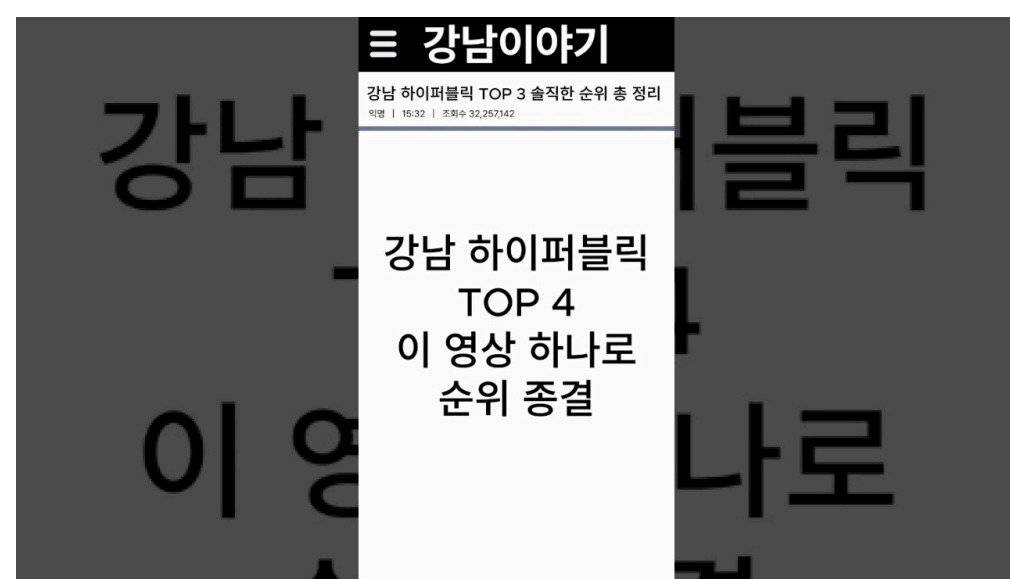 강남이야기
강남 하이퍼블릭 TOP 3 솔직한 순위 총 정리
익명 | 15:32 | 조회수 32,257,142
강남 하이퍼블릭
TOP 4
이 영상 하나로
순위 종결